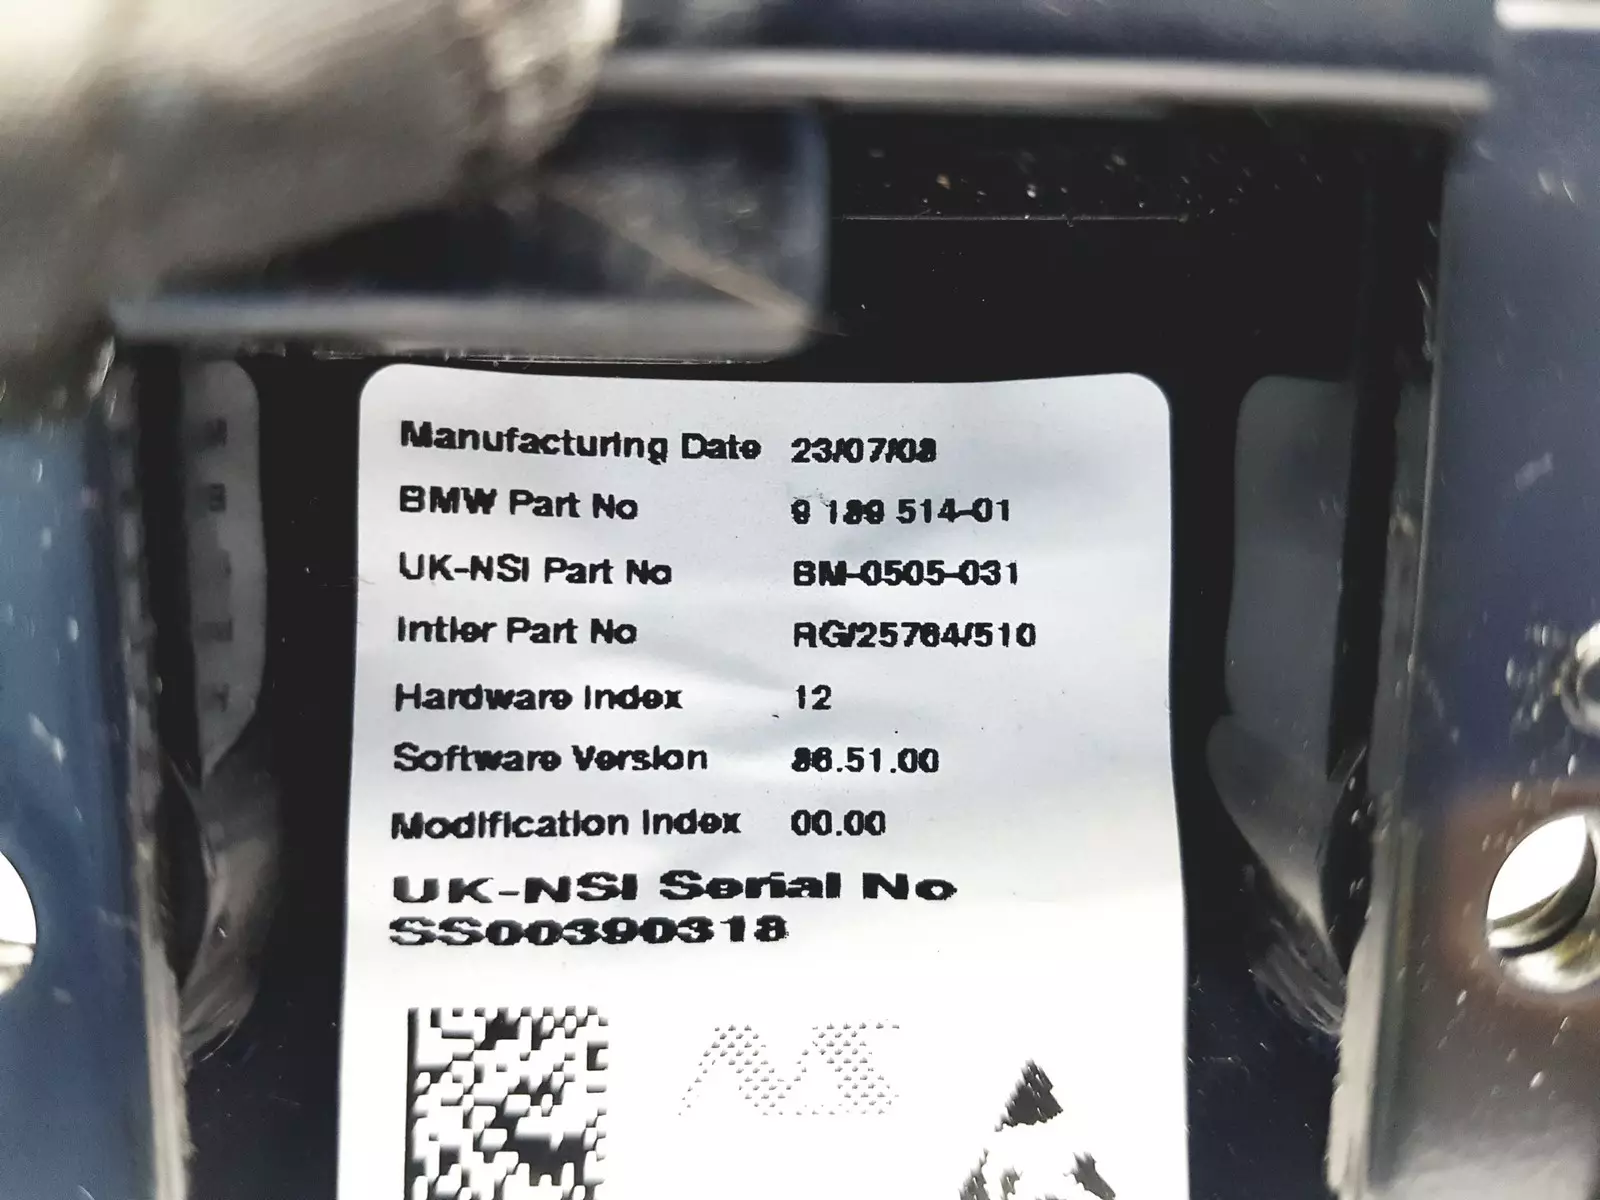 Manufacturing Date 23/07/08
BMW Part No 9 189 514-01
UK-NSI Part No BM-0505-031
Intier Part No RG/25764/510
Hardware Index 12
Software Version 86.51.00
Modification Index 00.00
UK-NSI Serial No
SS00390318